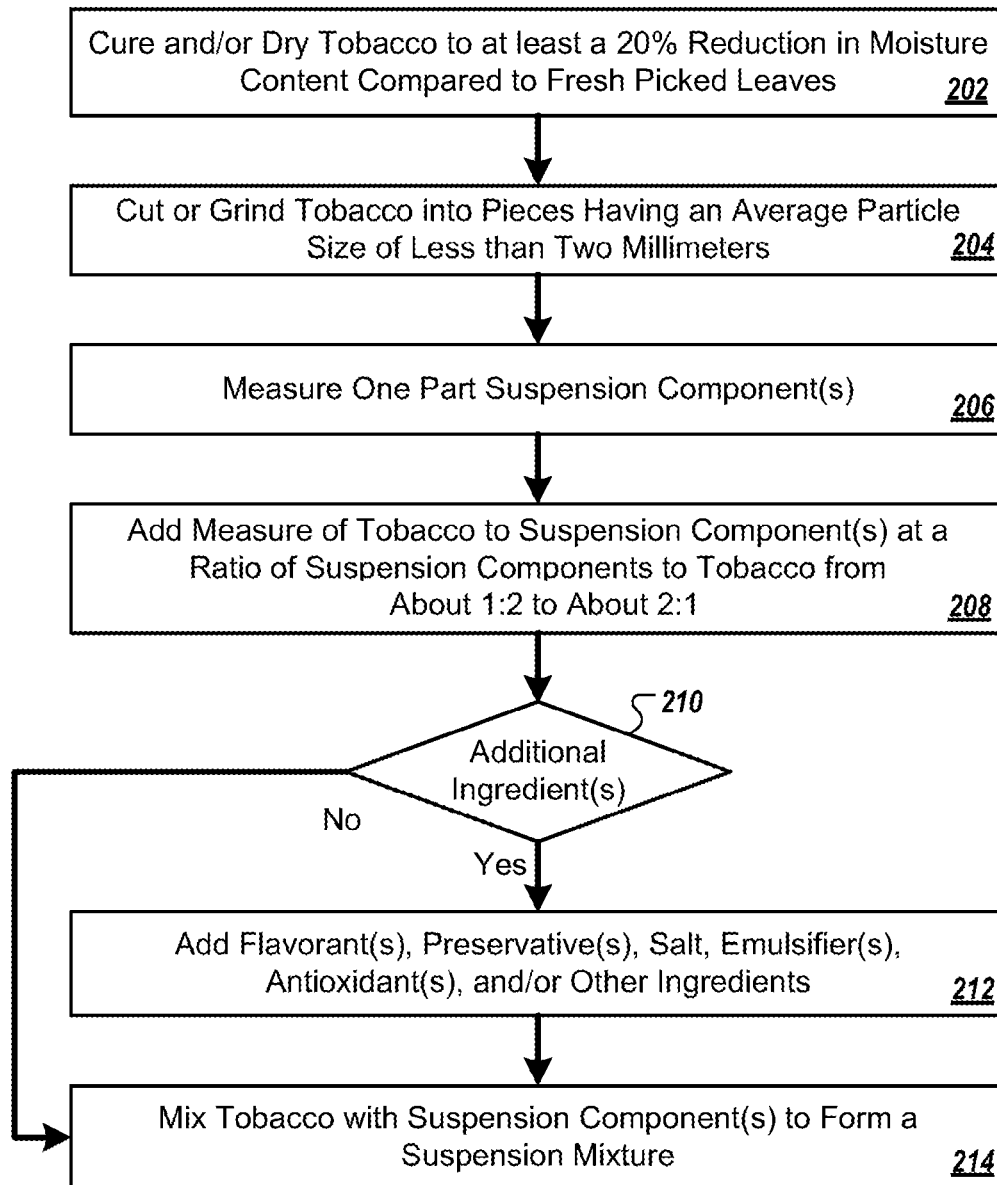 Cure and/or Dry Tobacco to at least a 20% Reduction in Moisture
Content Compared to Fresh Picked Leaves
202
Cut or Grind Tobacco into Pieces Having an Average Particle
Size of Less than Two Millimeters
204
Measure One Part Suspension Component(s)
206
Add Measure of Tobacco to Suspension Component(s) at a
Ratio of Suspension Components to Tobacco from
About 1:2 to About 2:1
208
210
Additional
Ingredient(s)
No
Yes
Add Flavorant(s), Preservative(s), Salt, Emulsifier(s),
Antioxidant(s), and/or Other Ingredients
212
Mix Tobacco with Suspension Component(s) to Form a
Suspension Mixture
214